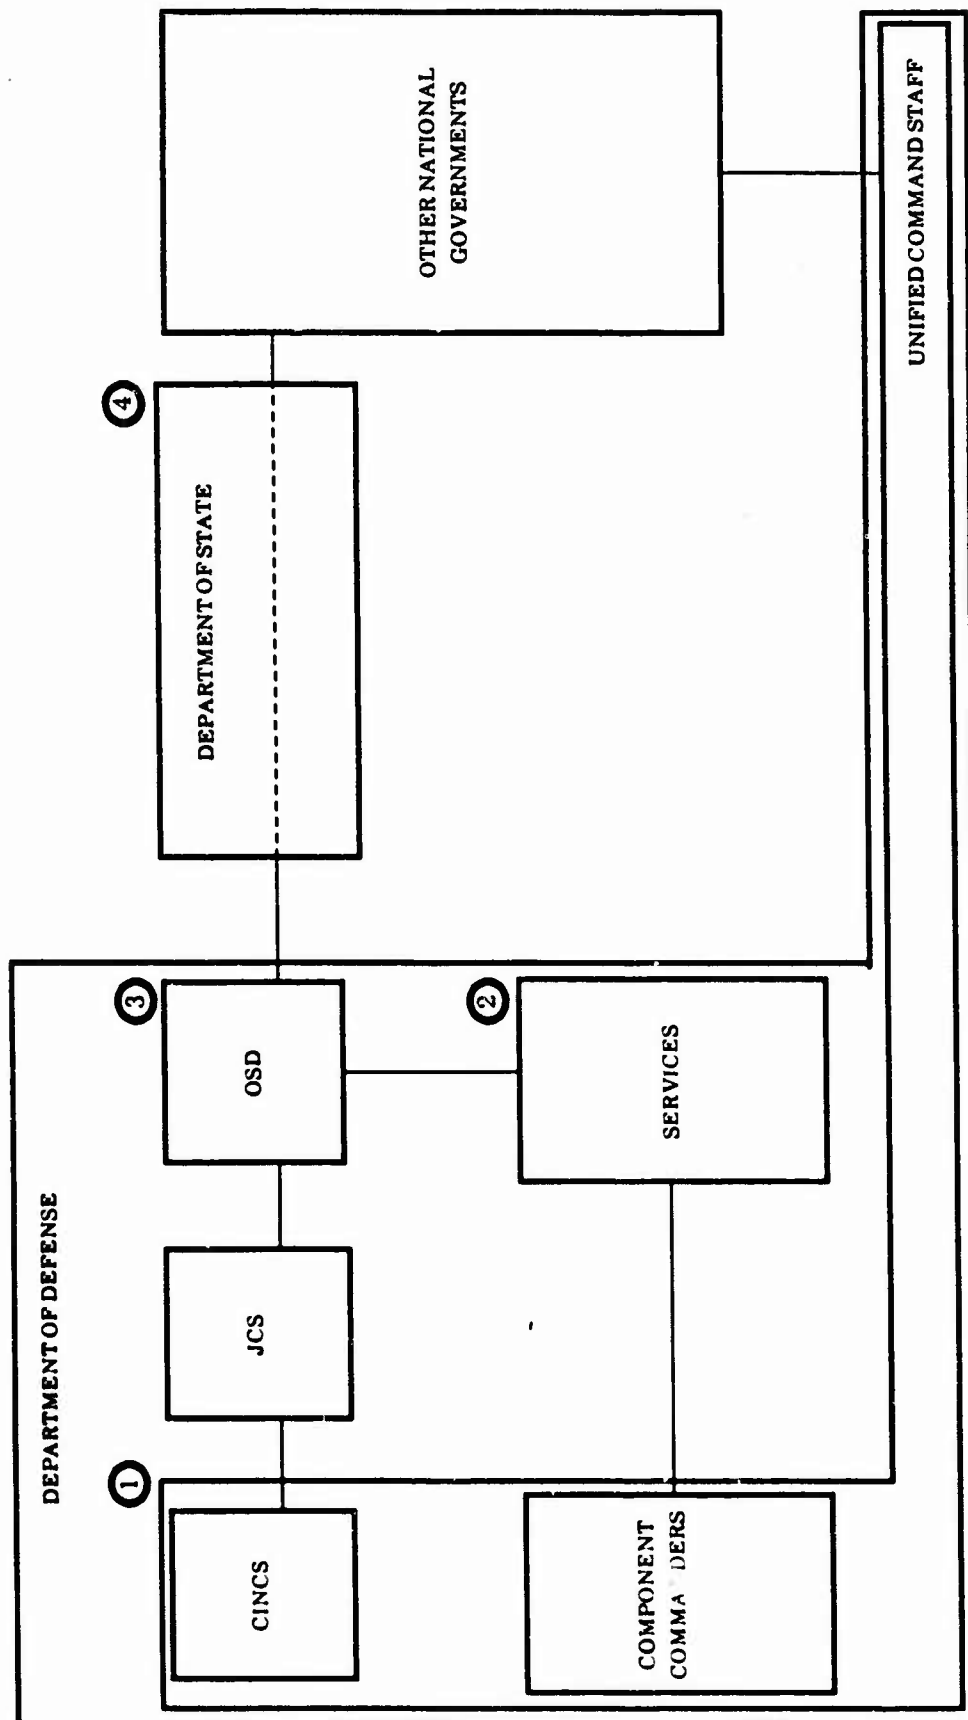 DEPARTMENT OF DEFENSE
1
CINCS
JCS
3
OSD
4
DEPARTMENT OF STATE
OTHER NATIONAL
GOVERNMENTS
COMPONENT
COMMA DERS
2
SERVICES
UNIFIED COMMAND STAFF